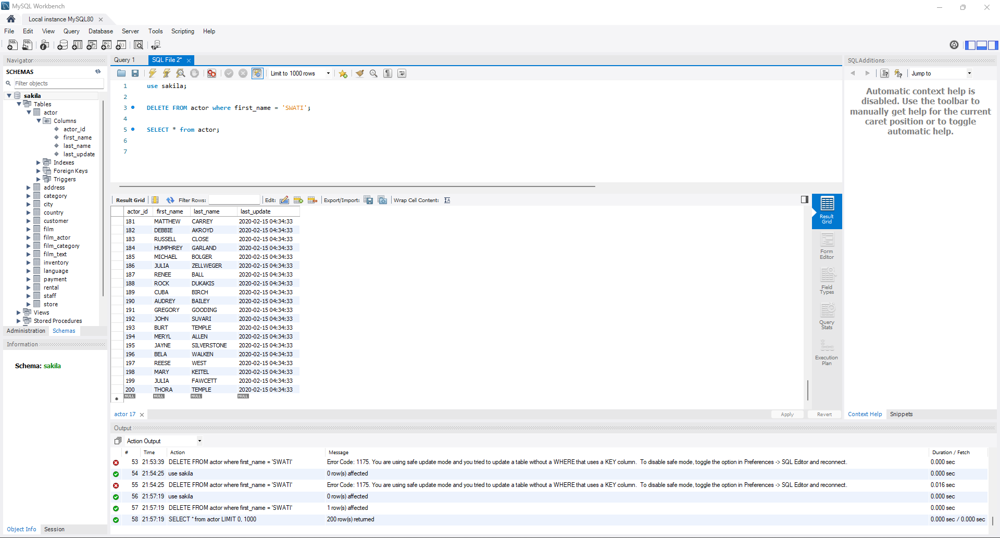 MySQL Workbench
Local instance MySQL80
File Edit View Query Database Server Tools Scripting Help
Navigator
SCHEMAS
Filter objects
sakila
Tables
actor
Columns
actor_id
first_name
last_name
last_update
Indexes
Foreign Keys
Triggers
address
category
city
country
customer
film
film_actor
film_category
film_text
inventory
language
payment
rental
staff
store
Views
Stored Procedures
Administration Schemas
Information
Schema: sakila
Object Info Session
Query 1 SQL File 2*
Limit to 1000 rows
1 use sakila;
2
3 DELETE FROM actor where first_name = 'SWATI';
4
5 SELECT * from actor;
6
7
Result Grid Filter Rows: Edit: Export/Import: Wrap Cell Content:
actor_id first_name last_name last_update
181 MATTHEW CARREY 2020-02-15 04:34:33
182 DEBBIE AKROYD 2020-02-15 04:34:33
183 RUSSELL CLOSE 2020-02-15 04:34:33
184 HUMPHREY GARLAND 2020-02-15 04:34:33
185 MICHAEL BOLGER 2020-02-15 04:34:33
186 JULIA ZELLWEGER 2020-02-15 04:34:33
187 RENEE BALL 2020-02-15 04:34:33
188 ROCK DUKAKIS 2020-02-15 04:34:33
189 CUBA BIRCH 2020-02-15 04:34:33
190 AUDREY BAILEY 2020-02-15 04:34:33
191 GREGORY GOODING 2020-02-15 04:34:33
192 JOHN SUVARI 2020-02-15 04:34:33
193 BURT TEMPLE 2020-02-15 04:34:33
194 MERYL ALLEN 2020-02-15 04:34:33
195 JAYNE SILVERSTONE 2020-02-15 04:34:33
196 BELA WALKEN 2020-02-15 04:34:33
197 REESE WEST 2020-02-15 04:34:33
198 MARY KEITEL 2020-02-15 04:34:33
199 JULIA FAWCETT 2020-02-15 04:34:33
200 THORA TEMPLE 2020-02-15 04:34:33
NULL NULL NULL NULL
Result
Grid
Form
Editor
Field
Types
Query
Stats
Execution
Plan
actor 17 Apply Revert
SQLAdditions
Jump to
Automatic context help is
disabled. Use the toolbar to
manually get help for the current
caret position or to toggle
automatic help.
Context Help Snippets
Output
Action Output
# Time Action Message Duration / Fetch
53 21:53:39 DELETE FROM actor where first_name = 'SWATI' Error Code: 1175. You are using safe update mode and you tried to update a table without a WHERE that uses a KEY column. To disable safe mode, toggle the option in Preferences -> SQL Editor and reconnect. 0.000 sec
54 21:54:25 use sakila 0 row(s) affected 0.000 sec
55 21:54:25 DELETE FROM actor where first_name = 'SWATI' Error Code: 1175. You are using safe update mode and you tried to update a table without a WHERE that uses a KEY column. To disable safe mode, toggle the option in Preferences -> SQL Editor and reconnect. 0.016 sec
56 21:57:19 use sakila 0 row(s) affected 0.000 sec
57 21:57:19 DELETE FROM actor where first_name = 'SWATI' 1 row(s) affected 0.000 sec
58 21:57:19 SELECT * from actor LIMIT 0, 1000 200 row(s) returned 0.000 sec / 0.000 sec